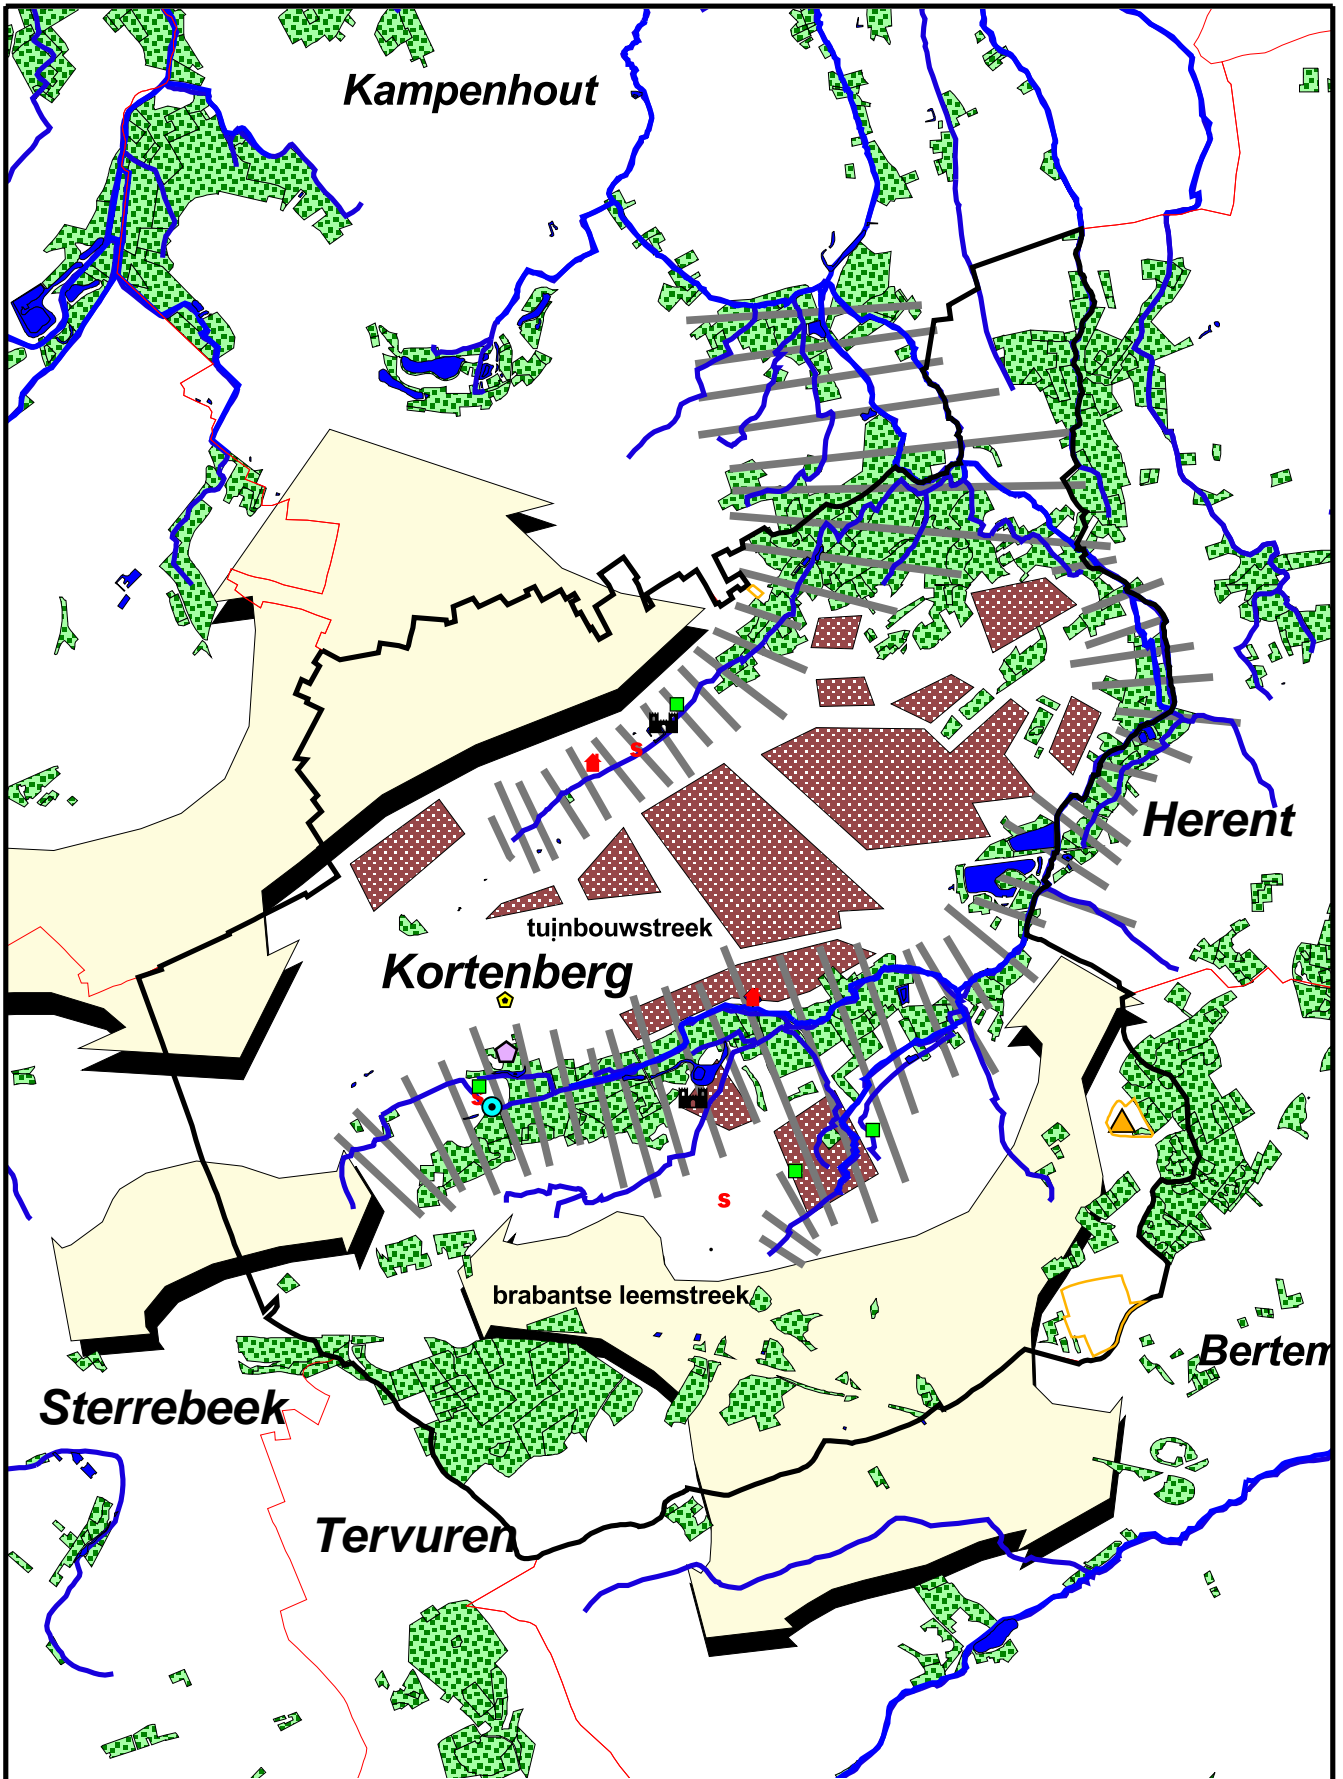 Kampenhout
s
Herent
tuinbouwstreek
Kortenberg
s
s
brabantse leemstreek
Bertem
Sterrebeek
Tervuren